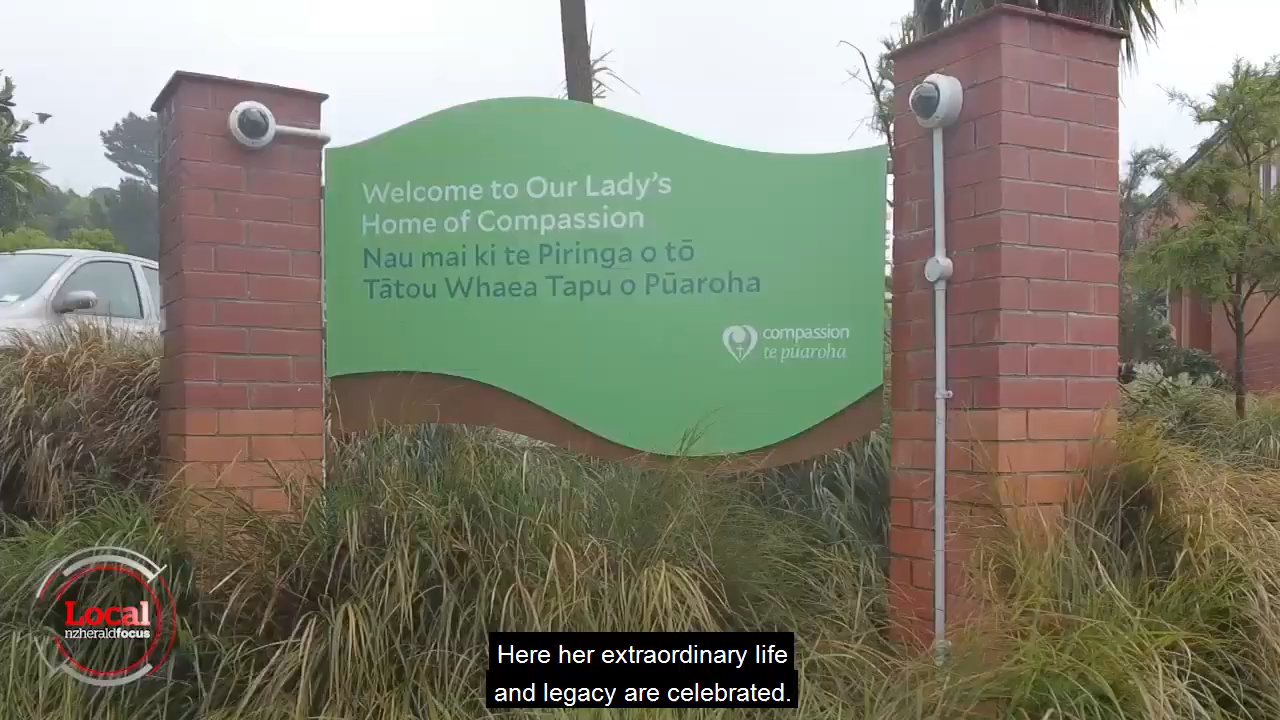 Welcome to Our Lady's
Home of Compassion
Nau mai ki te Piringa o tō
Tātou Whaea Tapu o Pūaroha
compassion
te pūaroha
Local
nzheraldfocus
Here her extraordinary life
and legacy are celebrated.